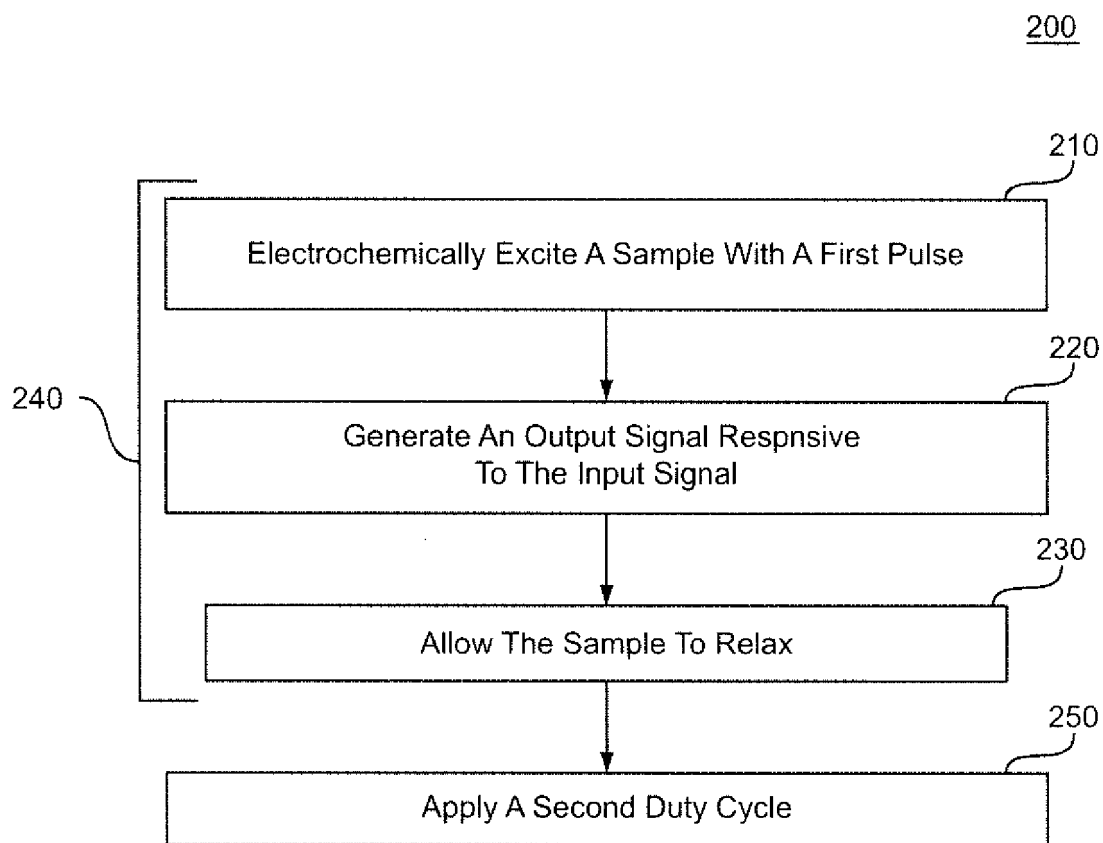 200
210
Electrochemically Excite A Sample With A First Pulse
220
240
Generate An Output Signal Respnsive
To The Input Signal
230
Allow The Sample To Relax
250
Apply A Second Duty Cycle